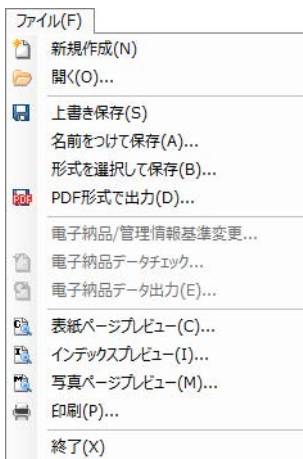 ファイル(F)
新規作成(N)
開く(O)...
上書き保存(S)
名前をつけて保存(A)...
形式を選択して保存(B)...
PDF
PDF形式で出力(D)...
電子納品/管理情報基準変更...
電子納品データチェック...
電子納品データ出力(E)...
表紙ページプレビュー(C)...
インデックスプレビュー(I)...
写真ページプレビュー(M)...
印刷(P)...
終了(X)